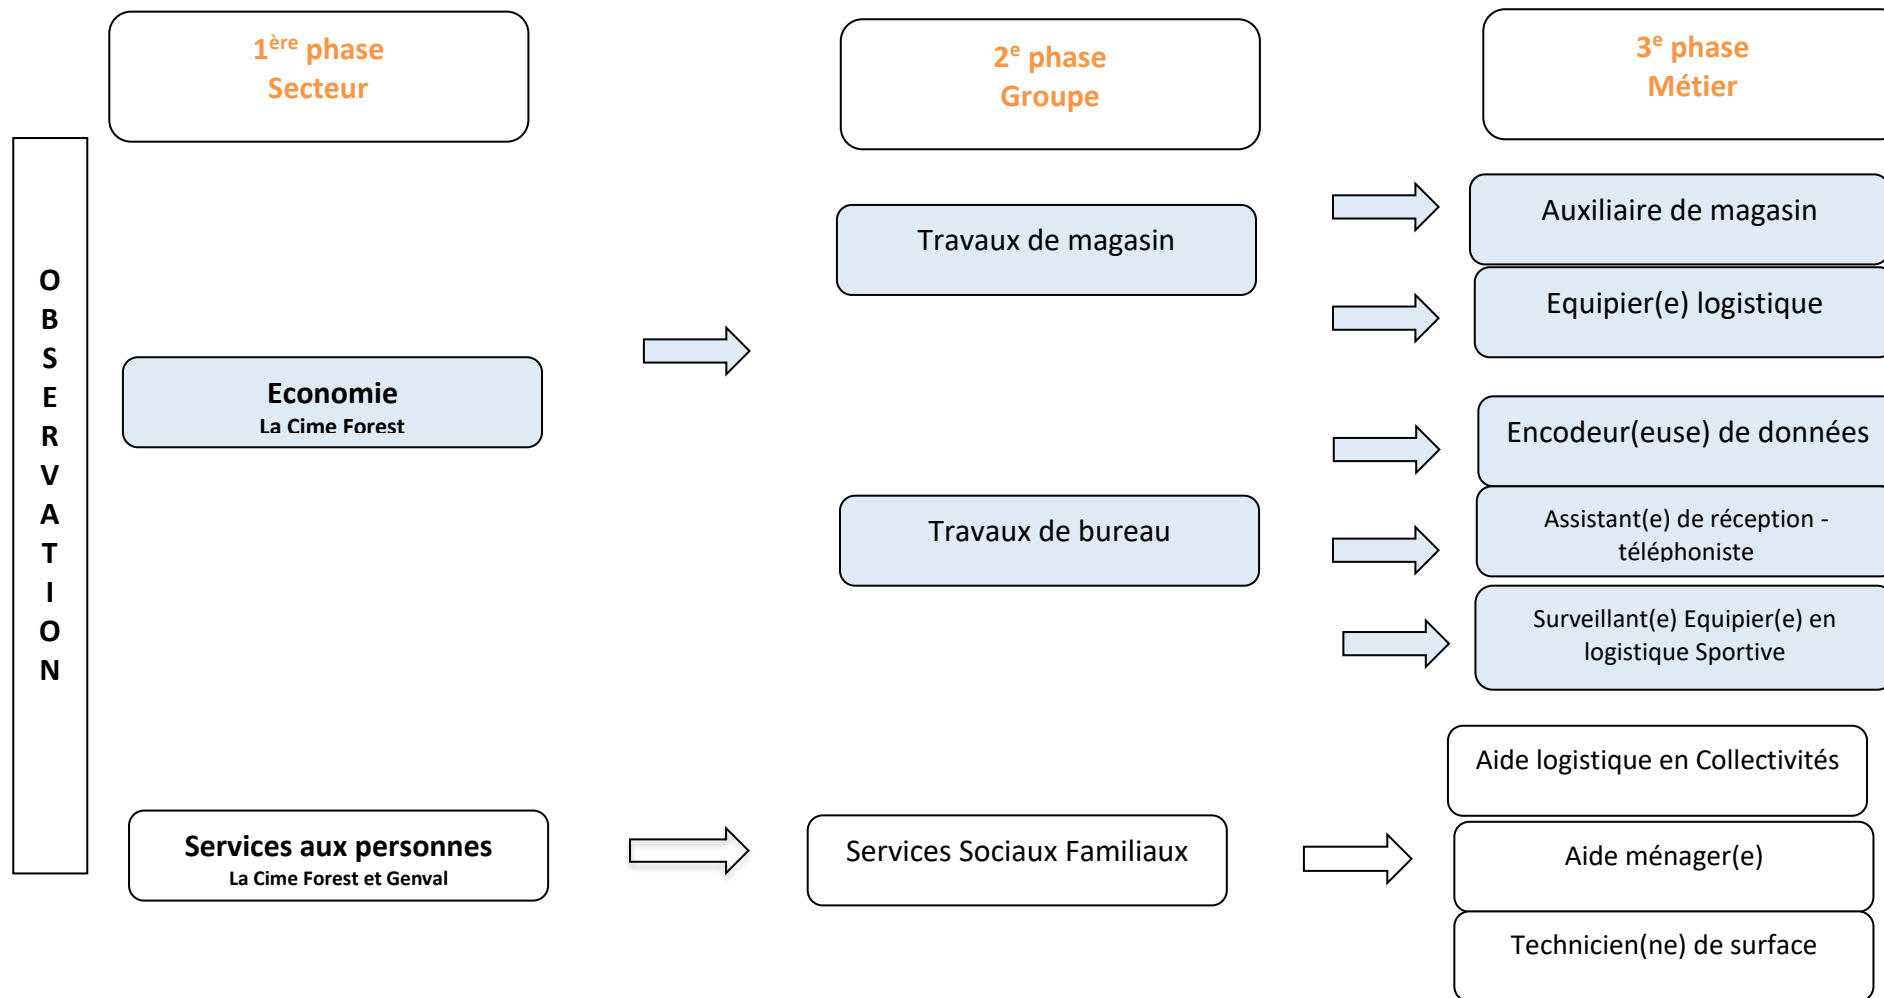 1ère phase
Secteur
2e phase
Groupe
3e phase
Métier
OBSERVATION
Economie
La Cime Forest
Services aux personnes
La Cime Forest et Genval
Travaux de magasin
Travaux de bureau
Services Sociaux Familiaux
Auxiliaire de magasin
Equipier(e) logistique
Encodeur(euse) de données
Assistant(e) de réception -
téléphoniste
Surveillant(e) Equipier(e) en
logistique Sportive
Aide logistique en Collectivités
Aide ménager(e)
Technicien(ne) de surface